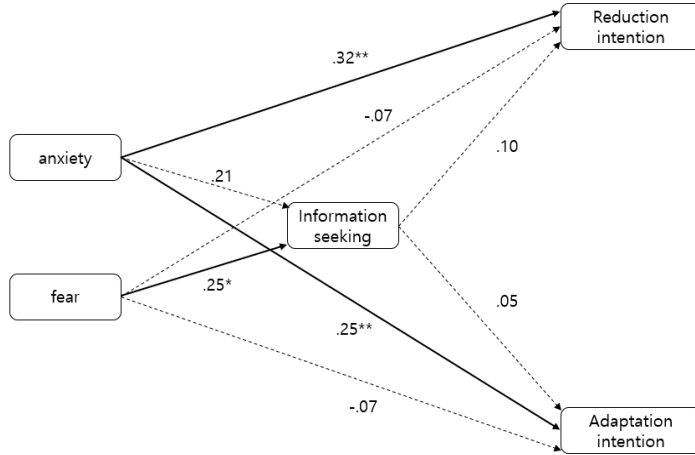 Reduction
intention
.32**
-.07
anxiety
.10
.21
Information
seeking
fear
.25*
.05
.25**
-.07
Adaptation
intention